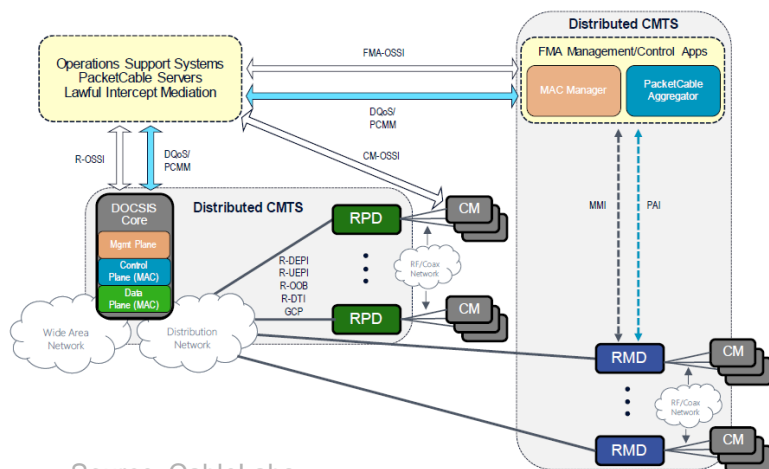 Distributed CMTS
FMA Management/Control Apps
MAC Manager
PacketCable
Aggregator
Operations Support Systems
PacketCable Servers
Lawful Intercept Mediation
FMA-OSSI
DQoS/
PCMM
CM-OSSI
R-OSSI
DQoS/
PCMM
MMI
PAI
DOCSIS
Core
Mgmt Plane
Control
Plane (MAC)
Data
Plane (MAC)
Distributed CMTS
RPD
CM
R-DEPI
R-UEPI
R-OOB
R-DTI
GCP
RF/Coax
Network
RPD
CM
Wide Area
Network
Distribution
Network
RMD
CM
RF/Coax
Network
RMD
CM